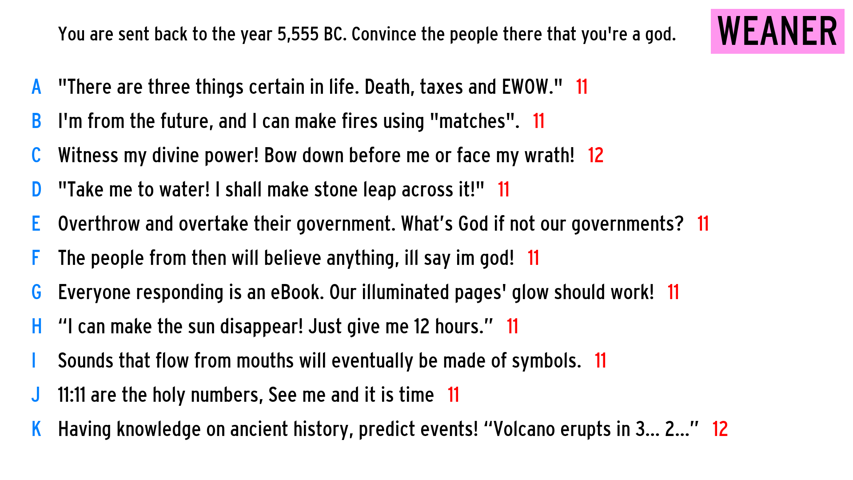 You are sent back to the year 5,555 BC. Convince the people there that you're a god. WEANER
A "There are three things certain in life. Death, taxes and EWOW." 11
B I'm from the future, and I can make fires using "matches". 11
C Witness my divine power! Bow down before me or face my wrath! 12
D "Take me to water! I shall make stone leap across it!" 11
E Overthrow and overtake their government. What’s God if not our governments? 11
F The people from then will believe anything, ill say im god! 11
G Everyone responding is an eBook. Our illuminated pages' glow should work! 11
H “I can make the sun disappear! Just give me 12 hours.” 11
I Sounds that flow from mouths will eventually be made of symbols. 11
J 11:11 are the holy numbers, See me and it is time 11
K Having knowledge on ancient history, predict events! “Volcano erupts in 3... 2...” 12